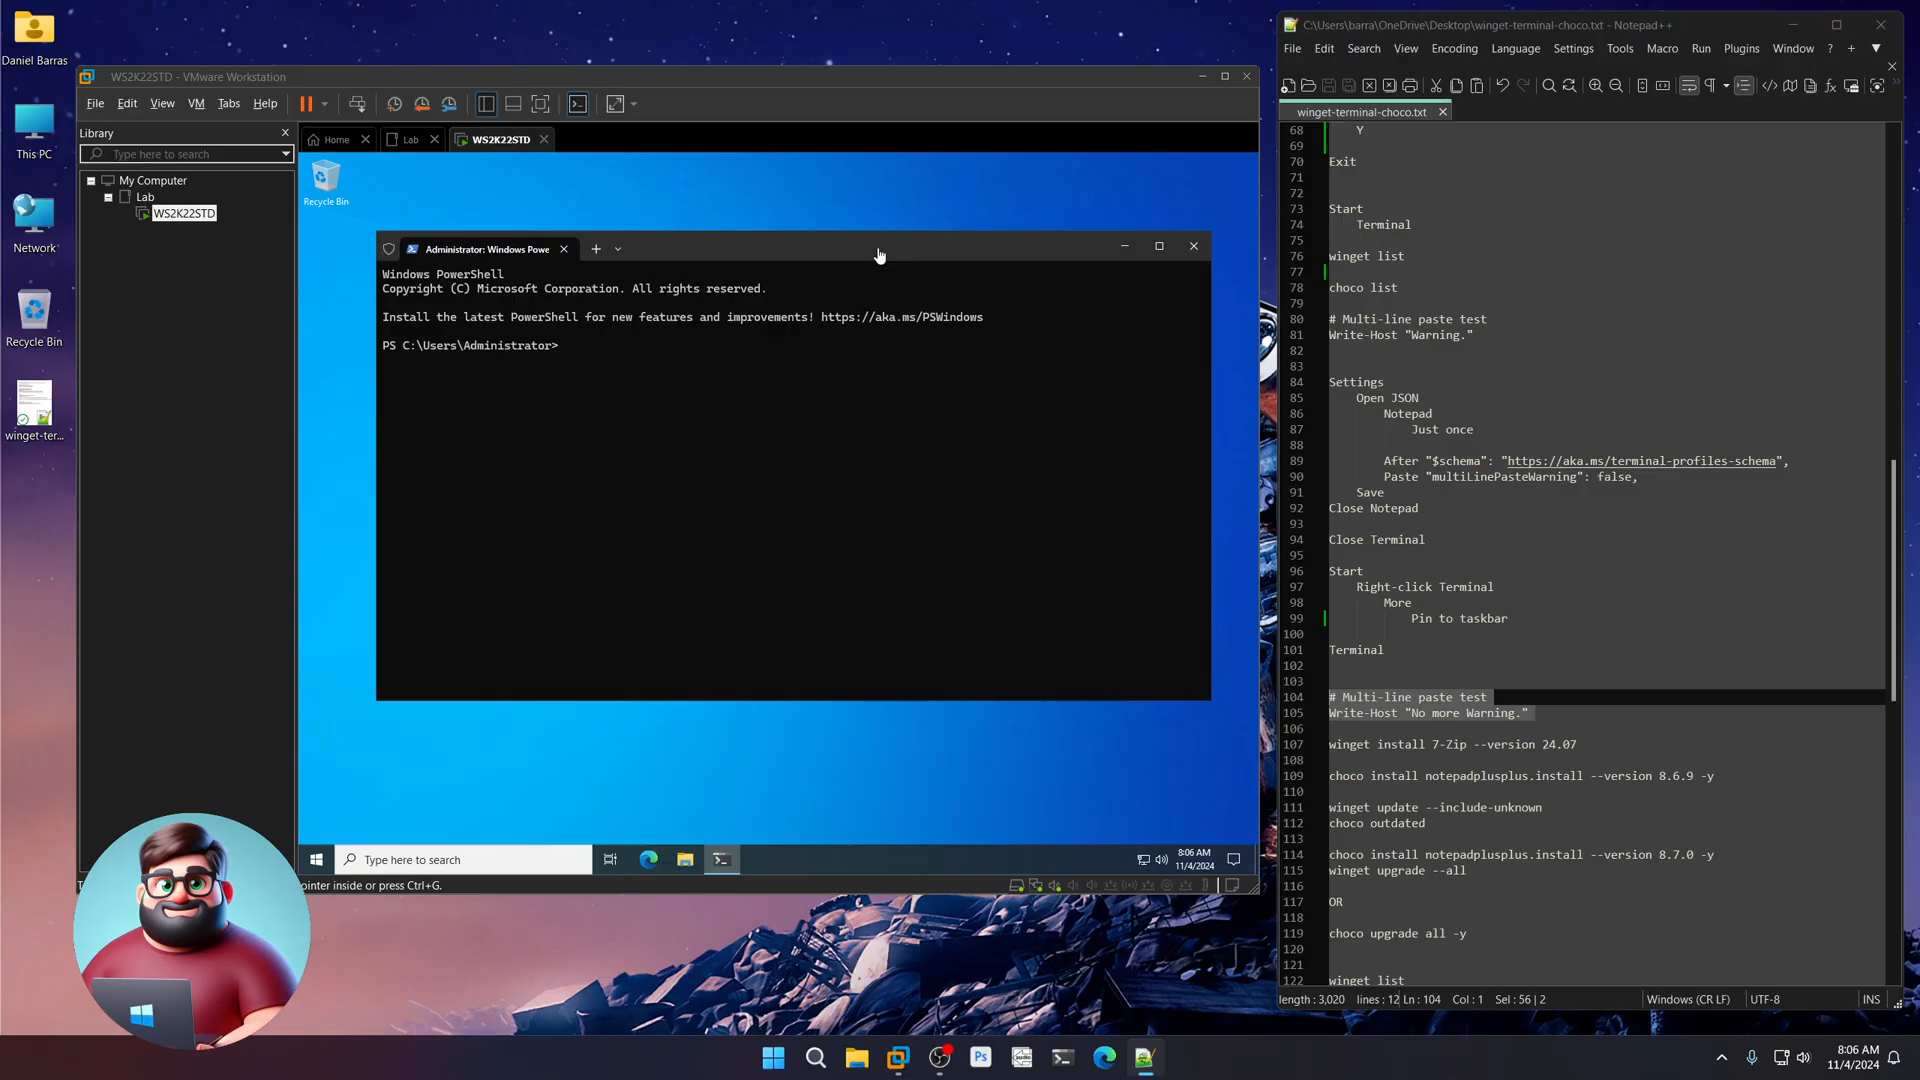 Daniel Barras
This PC
Network
Recycle Bin
winget-ter...
WS2K22STD - VMware Workstation
File Edit View VM Tabs Help
Library
Type here to search
My Computer
Lab
WS2K22STD
Home
Lab
WS2K22STD
Recycle Bin
Administrator: Windows Powe
Windows PowerShell
Copyright (C) Microsoft Corporation. All rights reserved.
Install the latest PowerShell for new features and improvements! https://aka.ms/PSWindows
PS C:\Users\Administrator>
Type here to search
8:06 AM
11/4/2024
ointer inside or press Ctrl+G.
C:\Users\barra\OneDrive\Desktop\winget-terminal-choco.txt - Notepad++
File Edit Search View Encoding Language Settings Tools Macro Run Plugins Window ?
winget-terminal-choco.txt
68 Y
69
70 Exit
71
72
73 Start
74 Terminal
75
76 winget list
77
78 choco list
79
80 # Multi-line paste test
81 Write-Host "Warning."
82
83
84 Settings
85 Open JSON
86 Notepad
87 Just once
88
89 After "$schema": "https://aka.ms/terminal-profiles-schema",
90 Paste "multiLinePasteWarning": false,
91 Save
92 Close Notepad
93
94 Close Terminal
95
96 Start
97 Right-click Terminal
98 More
99 Pin to taskbar
100
101 Terminal
102
103
104 # Multi-line paste test
105 Write-Host "No more Warning."
106
107 winget install 7-Zip --version 24.07
108
109 choco install notepadplusplus.install --version 8.6.9 -y
110
111 winget update --include-unknown
112 choco outdated
113
114 choco install notepadplusplus.install --version 8.7.0 -y
115 winget upgrade --all
116
117 OR
118
119 choco upgrade all -y
120
121
122 winget list
length : 3,020 lines : 12 Ln : 104 Col : 1 Sel : 56 | 2 Windows (CR LF) UTF-8 INS
Ps
8:06 AM
11/4/2024